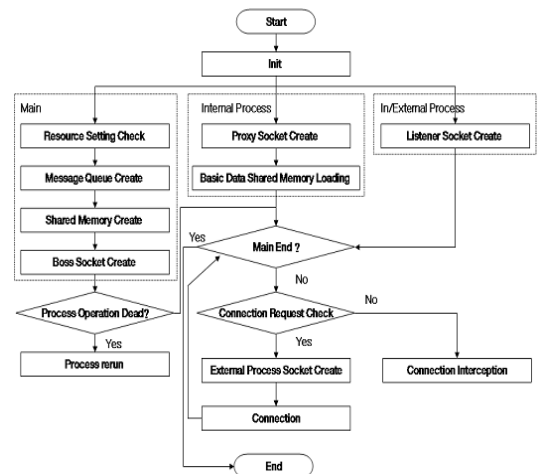 Start
Init
Main
Internal Process
In/External Process
Resource Setting Check
Proxy Socket Create
Listener Socket Create
Message Queue Create
Basic Data Shared Memory Loading
Shared Memory Create
Yes
Main End ?
Boss Socket Create
No
Process Operation Dead?
Connection Request Check
No
Yes
Yes
Process rerun
External Process Socket Create
Connection Interception
Connection
End